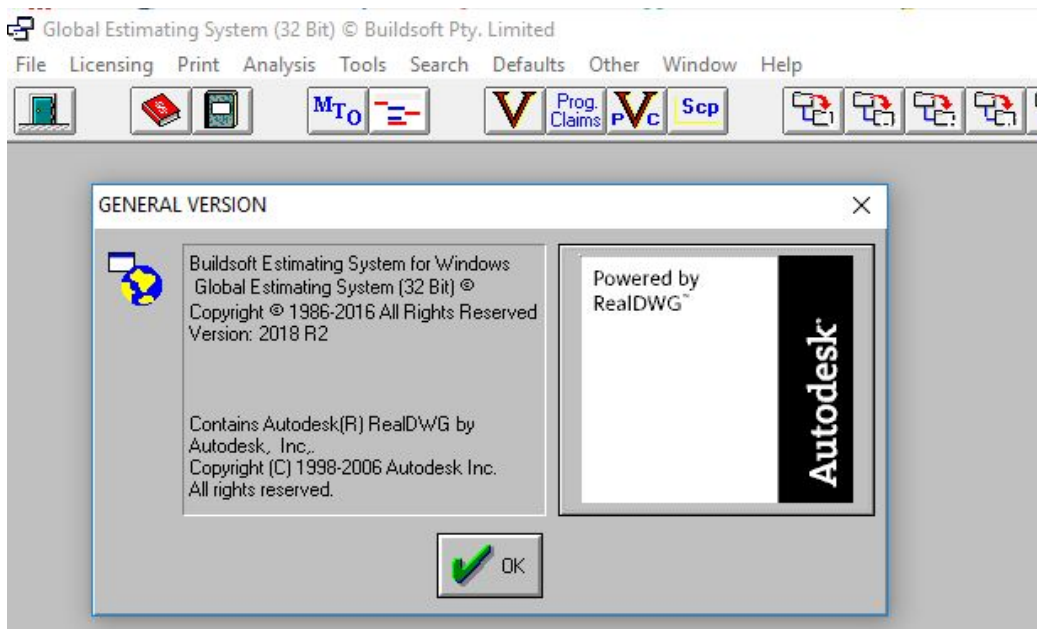 Global Estimating System (32 Bit) © Buildsoft Pty. Limited
File Licensing Print Analysis Tools Search Defaults Other Window Help
MTO V Prog. Claims PVC Scp
GENERAL VERSION
Buildsoft Estimating System for Windows
Global Estimating System (32 Bit) ©
Copyright © 1986-2016 All Rights Reserved
Version: 2018 R2
Contains Autodesk(R) RealDWG by
Autodesk, Inc,.
Copyright (C) 1998-2006 Autodesk Inc.
All rights reserved.
Powered by
RealDWG™
Autodesk®
OK